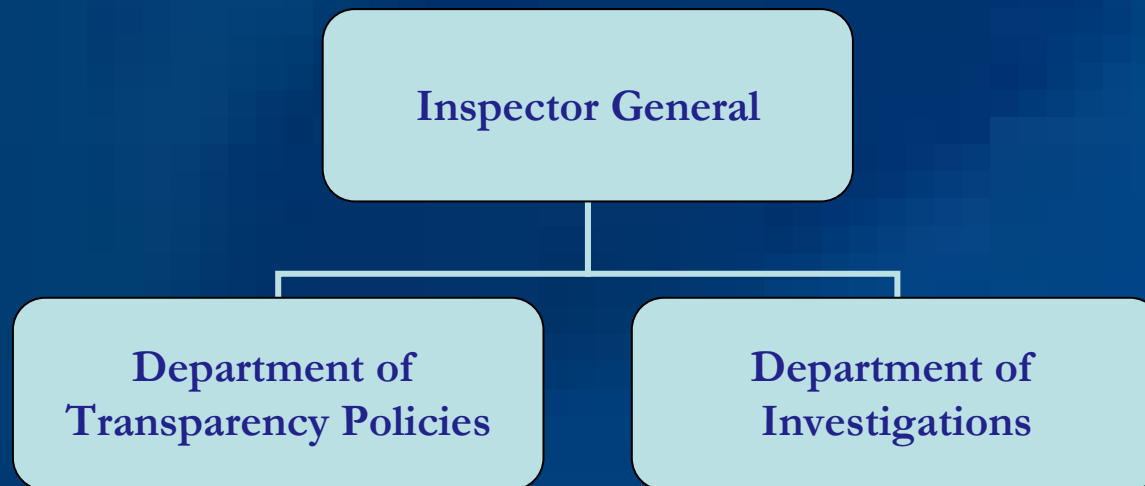 Inspector General
Department of
Transparency Policies
Department of
Investigations